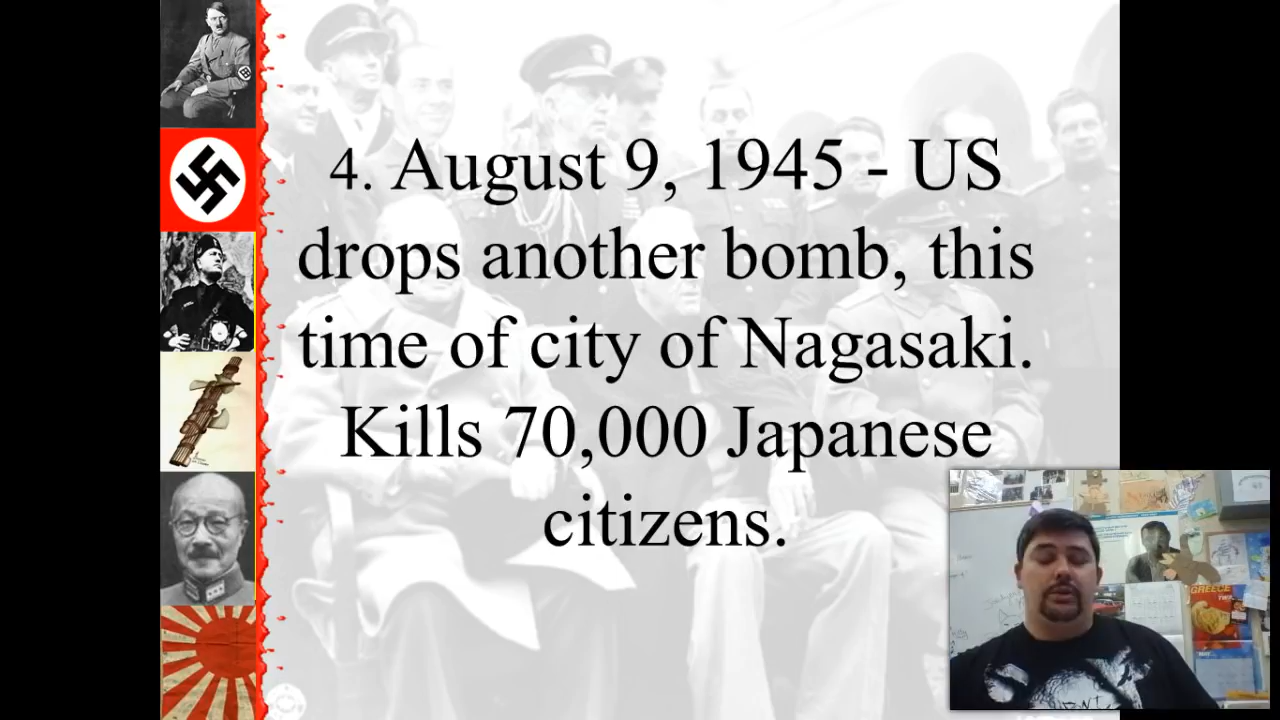 4. August 9, 1945 - US
drops another bomb, this
time of city of Nagasaki.
Kills 70,000 Japanese
citizens.
GREECE